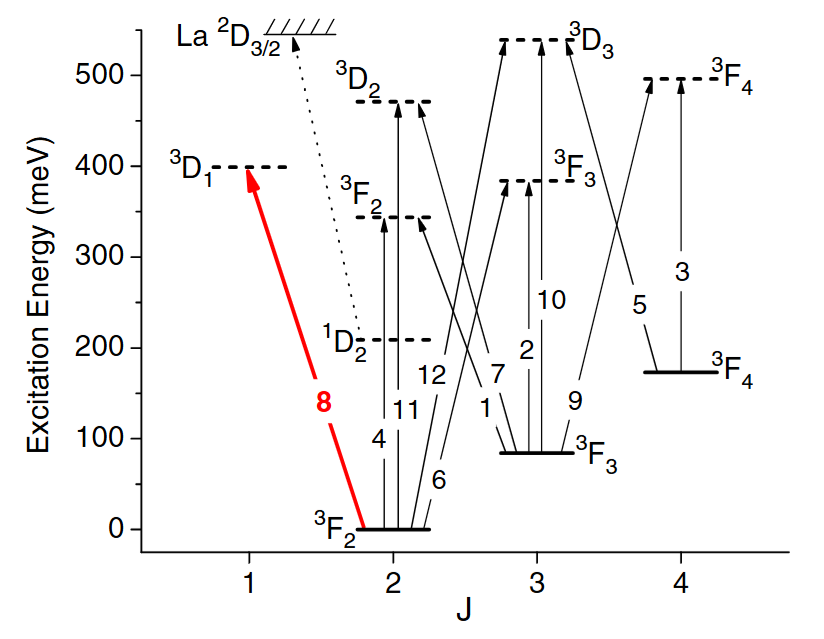 La ²D₃/₂
³D₃
500
³D₂
³F₄
400
³D₁
³F₃
³F₂
300
3
10
5
200
¹D₂
2
12
7
³F₄
8
11
1
9
100
4
³F₃
6
0
³F₂
1
2
3
4
J
Excitation Energy (meV)